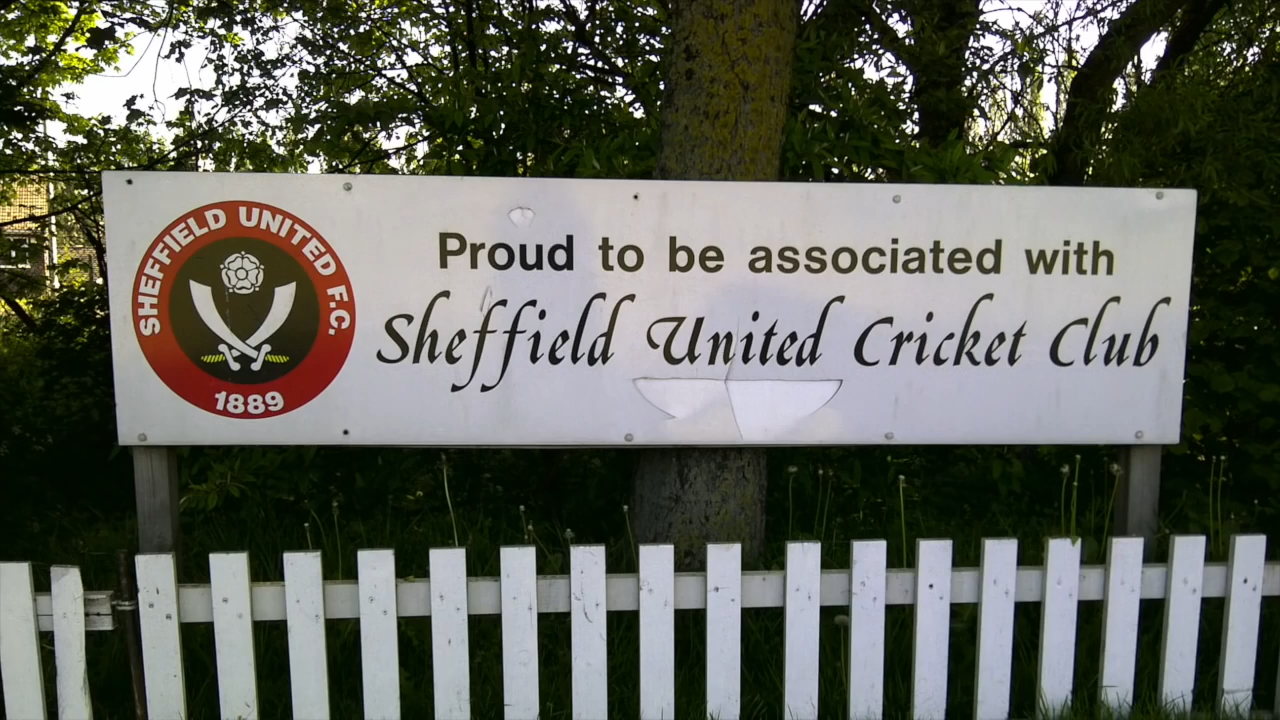 SHEFFIELD UNITED F.C.
1889
Proud to be associated with
Sheffield United Cricket Club